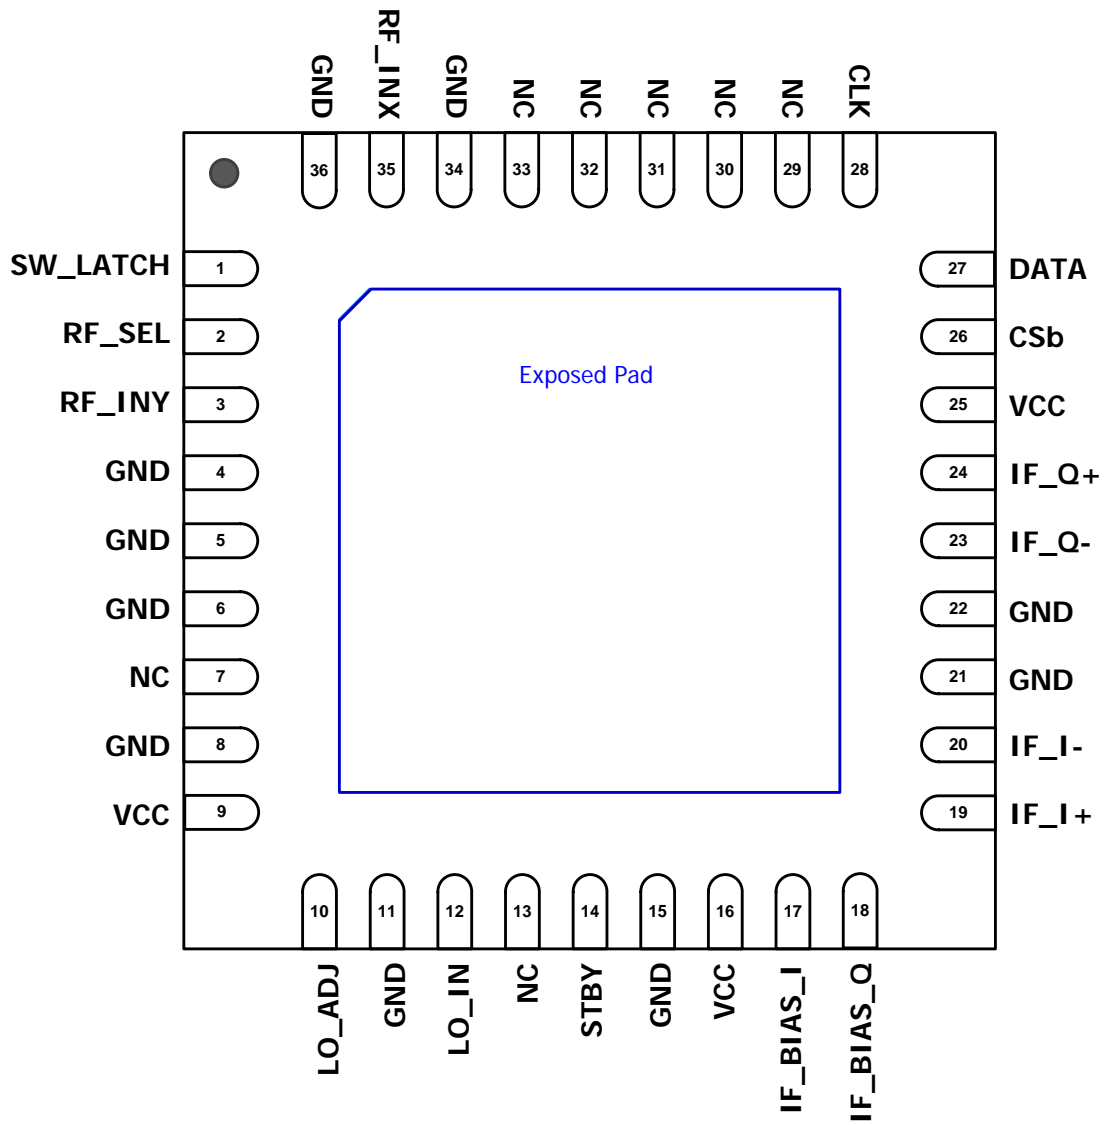 GND
RF_INX
GND
NC
NC
NC
NC
NC
CLK
36
35
34
33
32
31
30
29
28
SW_LATCH 1
RF_SEL 2
RF_INY 3
GND 4
GND 5
GND 6
NC 7
GND 8
VCC 9
Exposed Pad
27 DATA
26 CSb
25 VCC
24 IF_Q+
23 IF_Q-
22 GND
21 GND
20 IF_I-
19 IF_I+
10
11
12
13
14
15
16
17
18
LO_ADJ
GND
LO_IN
NC
STBY
GND
VCC
IF_BIAS_I
IF_BIAS_Q